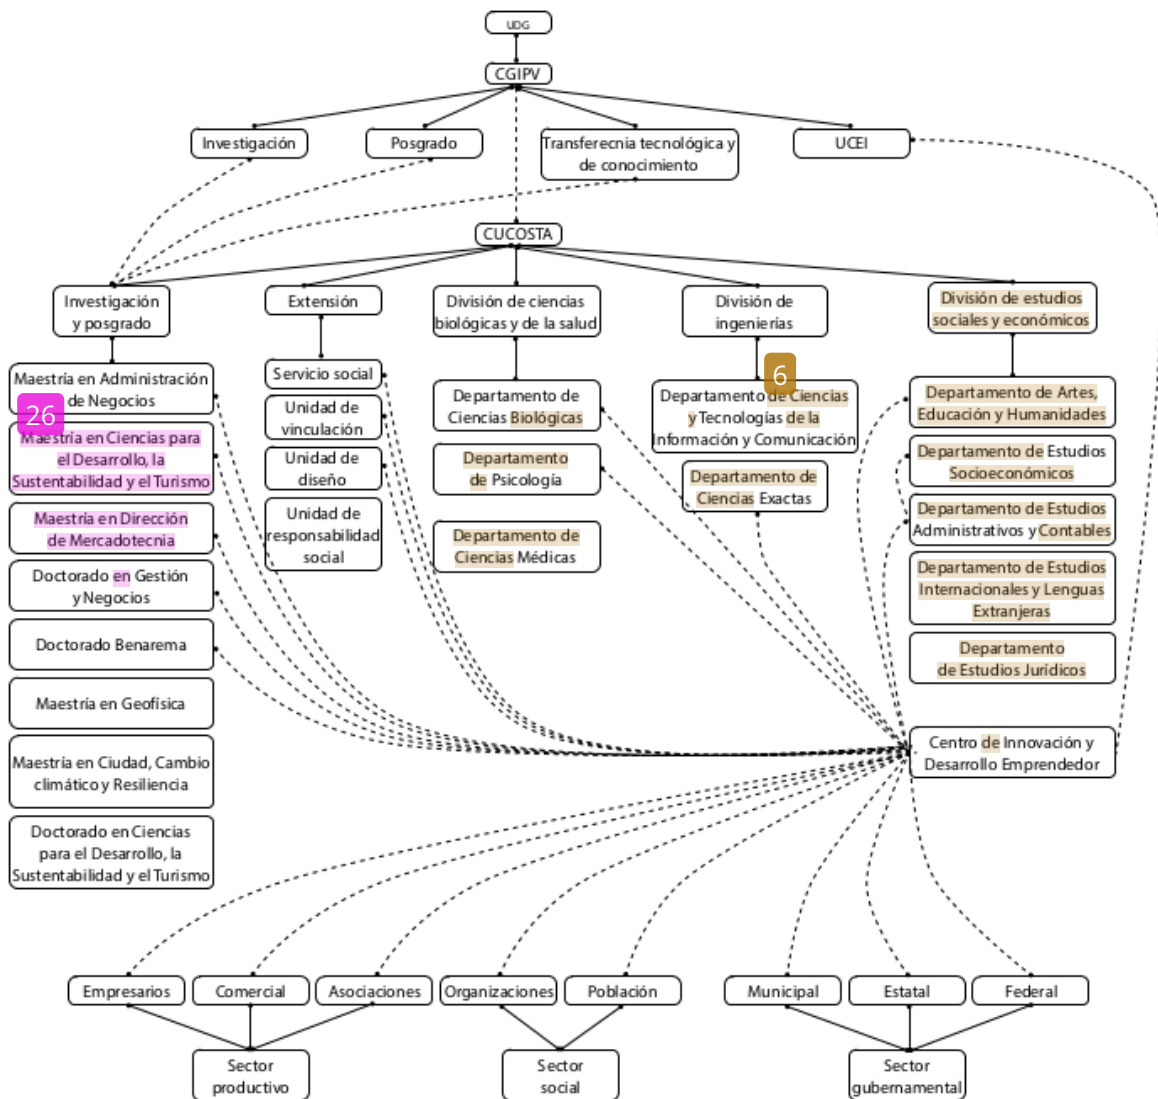 UDG
CGIPV
Investigación
Posgrado
Transferecnia tecnológica y
de conocimiento
UCEI
CUCOSTA
Investigación
y posgrado
Extensión
División de ciencias
biológicas y de la salud
División de
ingenierías
División de estudios
sociales y económicos
Maestría en Administración
de Negocios
26
Maestría en Ciencias para
el Desarrollo, la
Sustentabilidad y el Turismo
Maestría en Dirección
de Mercadotecnia
Doctorado en Gestión
y Negocios
Doctorado Benarema
Maestría en Geofísica
Maestría en Ciudad, Cambio
climático y Resiliencia
Doctorado en Ciencias
para el Desarrollo, la
Sustentabilidad y el Turismo
Servicio social
Unidad de
vinculación
Unidad de
diseño
Unidad de
responsabilidad
social
Departamento de
Ciencias Biológicas
Departamento
de Psicología
Departamento de
Ciencias Médicas
6
Departamento de Ciencias
y Tecnologías de la
Información y Comunicación
Departamento de
Ciencias Exactas
Departamento de Artes,
Educación y Humanidades
Departamento de Estudios
Socioeconómicos
Departamento de Estudios
Administrativos y Contables
Departamento de Estudios
Internacionales y Lenguas
Extranjeras
Departamento
de Estudios Jurídicos
Centro de Innovación y
Desarrollo Emprendedor
Empresarios
Comercial
Asociaciones
Organizaciones
Población
Municipal
Estatal
Federal
Sector
productivo
Sector
social
Sector
gubernamental